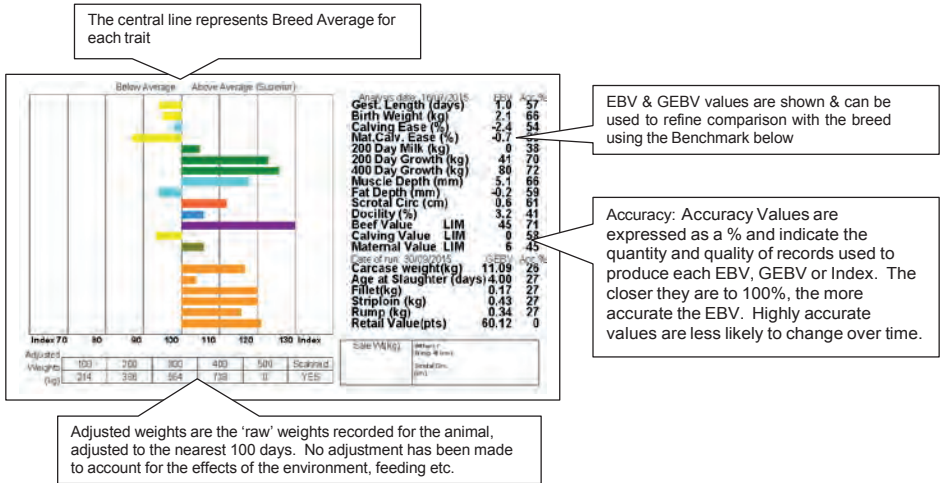 The central line represents Breed Average for
each trait
Below Average Above Average (Superior)
Analysis date: 16/07/2015 EBV Acc.%
Gest. Length (days) 1.0 57
Birth Weight (kg) 2.1 66
Calving Ease (%) -2.4 54
Mat.Calv. Ease (%) -0.7 47
200 Day Milk (kg) 0 38
200 Day Growth (kg) 41 70
400 Day Growth (kg) 80 72
Muscle Depth (mm) 5.1 66
Fat Depth (mm) -0.2 59
Scrotal Circ (cm) 0.6 61
Docility (%) 3.2 41
Beef Value LIM 45 71
Calving Value LIM 0 58
Maternal Value LIM 6 45
Date of run: 30/09/2015 GEBV Acc.%
Carcase weight(kg) 11.09 26
Age at Slaughter (days) 4.00 27
Fillet(kg) 0.17 27
Striploin (kg) 0.43 27
Rump (kg) 0.34 27
Retail Value(pts) 60.12 0
Index 70 80 90 100 110 120 130 Index
Adjusted
Weights 100 200 300 400 500 Scanned
(kg) 214 386 564 738 0 YES
Sale Wt(kg)
EBV & GEBV values are shown & can be
used to refine comparison with the breed
using the Benchmark below
Accuracy: Accuracy Values are
expressed as a % and indicate the
quantity and quality of records used to
produce each EBV, GEBV or Index. The
closer they are to 100%, the more
accurate the EBV. Highly accurate
values are less likely to change over time.
Adjusted weights are the 'raw' weights recorded for the animal,
adjusted to the nearest 100 days. No adjustment has been made
to account for the effects of the environment, feeding etc.